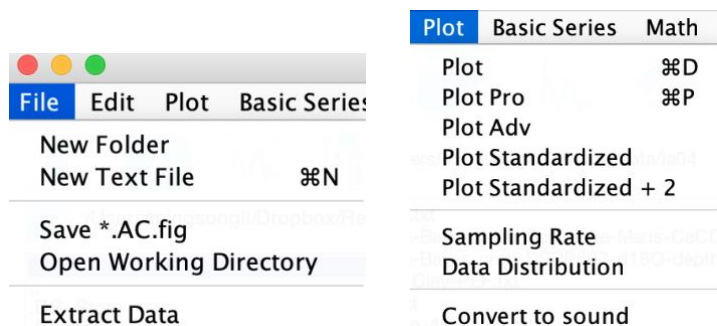 File Edit Plot Basic Series
New Folder
New Text File ⌘N
Save *.AC.fig
Open Working Directory
Extract Data
Plot Basic Series Math
Plot ⌘D
Plot Pro ⌘P
Plot Adv
Plot Standardized
Plot Standardized + 2
Sampling Rate
Data Distribution
Convert to sound